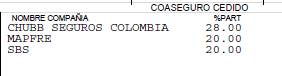 COASEGURO CEDIDO
NOMBRE COMPAÑIA %PART
CHUBB SEGUROS COLOMBIA 28.00
MAPFRE 20.00
SBS 20.00